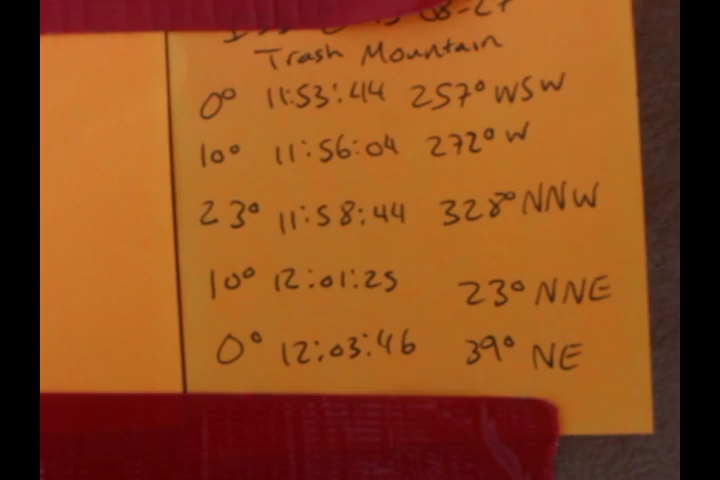 Trash Mountain
0° 11:53:44 257° WSW
10° 11:56:04 272° W
23° 11:58:44 328° NNW
10° 12:01:25 23° NNE
0° 12:03:46 39° NE